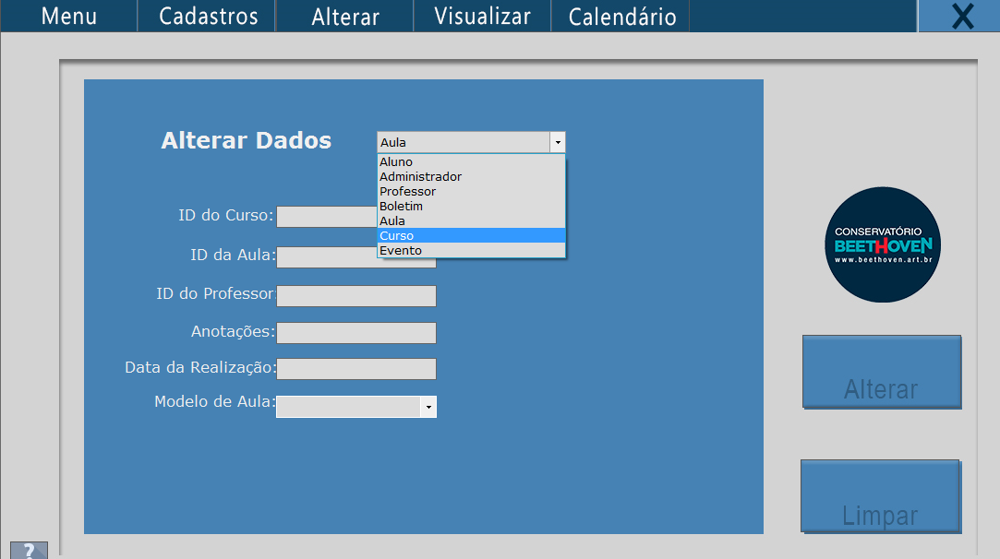 Menu
Cadastros
Alterar
Visualizar
Calendário
X
Alterar Dados
Aula
Aluno
Administrador
Professor
Boletim
Aula
Curso
Evento
ID do Curso:
ID da Aula:
ID do Professor:
Anotações:
Data da Realização:
Modelo de Aula:
CONSERVATÓRIO
BEETHOVEN
www.beethoven.art.br
Alterar
Limpar
?